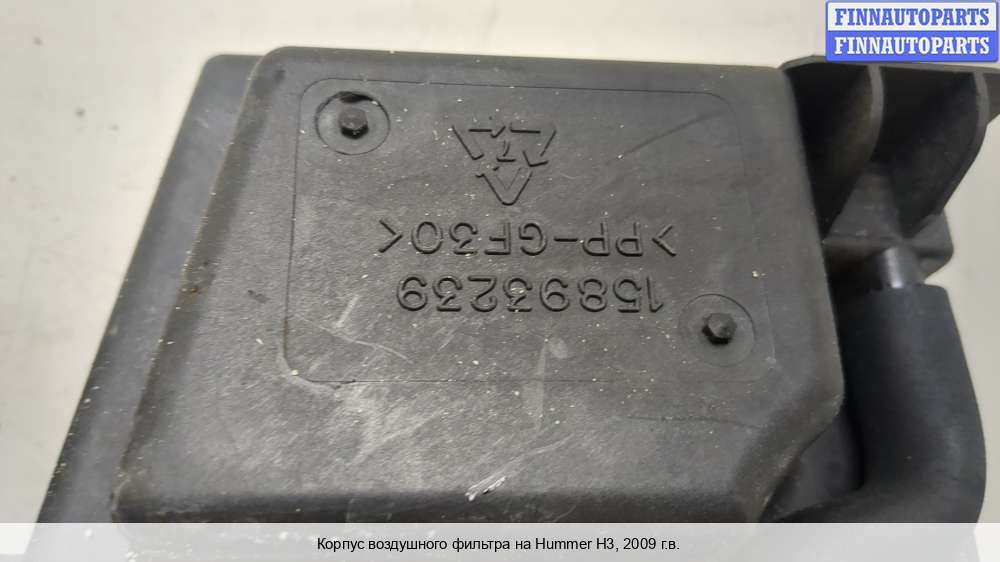 FINNAUTOPARTS
FINNAUTOPARTS
>PP-GF30<
15893239
Корпус воздушного фильтра на Hummer H3, 2009 г.в.